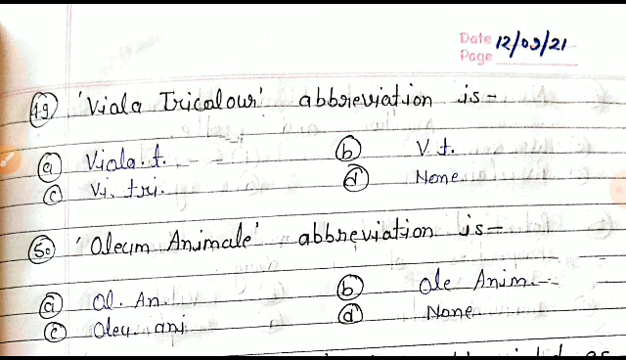 Date 12/09/21
Page
49 'Viola Tricolour' abbreviation is -
a Viola. t. b V. t.
c Vi. tri. d None
50 'Oleum Animale' abbreviation is -
a Ol. An. b Ole Anim.
c Oleu. ani d None